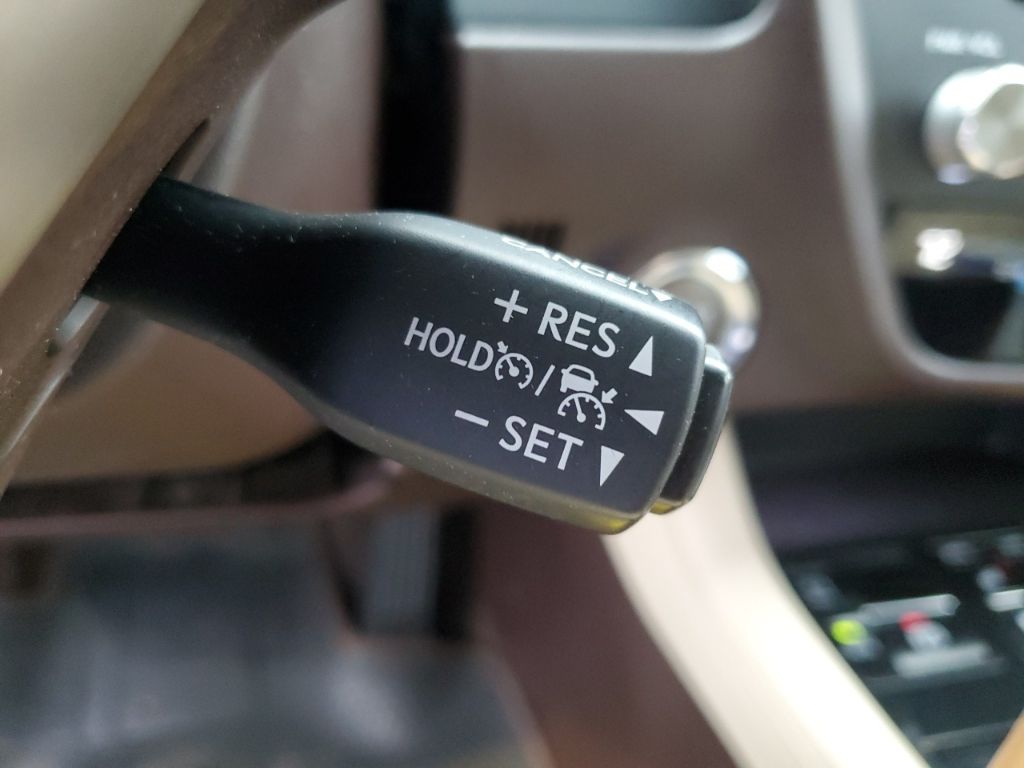 CANCEL
+ RES
HOLD /
− SET